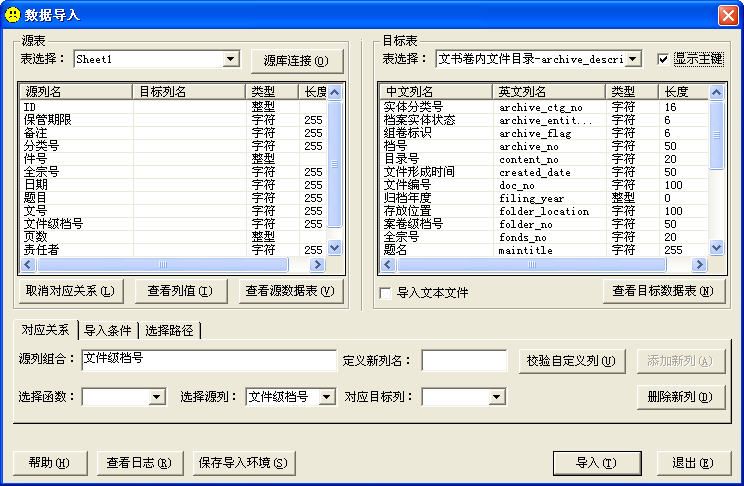 数据导入
源表
表选择： Sheet1 源库连接(O)
源列名 目标列名 类型 长度
ID 整型
保管期限 字符 255
备注 字符 255
分类号 字符 255
件号 整型
全宗号 字符 255
日期 字符 255
题目 字符 255
文号 字符 255
文件级档号 字符 255
页数 整型
责任者 字符 255
取消对应关系(L) 查看列值(I) 查看源数据表(V)
目标表
表选择： 文书卷内文件目录-archive_descri 显示主键
中文列名 英文列名 类型 长度
实体分类号 archive_ctg_no 字符 16
档案实体状态 archive_entit... 字符 6
组卷标识 archive_flag 字符 6
档号 archive_no 字符 50
目录号 content_no 字符 20
文件形成时间 created_date 字符 50
文件编号 doc_no 字符 100
归档年度 filing_year 整型 0
存放位置 folder_location 字符 100
案卷级档号 folder_no 字符 50
全宗号 fonds_no 字符 20
题名 maintitle 字符 255
导入文本文件 查看目标数据表(N)
对应关系 导入条件 选择路径
源列组合： 文件级档号 定义新列名： 校验自定义列(U) 添加新列(A)
选择函数： 选择源列： 文件级档号 对应目标列： 删除新列(D)
帮助(H) 查看日志(R) 保存导入环境(S) 导入(T) 退出(E)